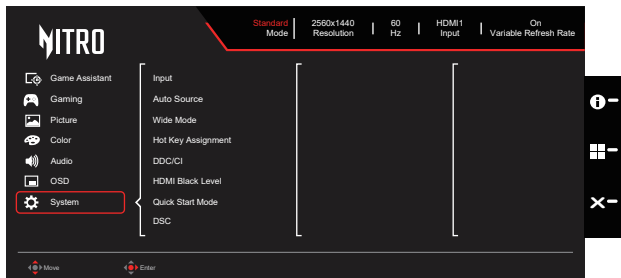 NITRO
Standard 2560x1440 60 HDMI1 On
Mode Resolution Hz Input Variable Refresh Rate
Game Assistant
Gaming
Picture
Color
Audio
OSD
System
Input
Auto Source
Wide Mode
Hot Key Assignment
DDC/CI
HDMI Black Level
Quick Start Mode
DSC
Move Enter